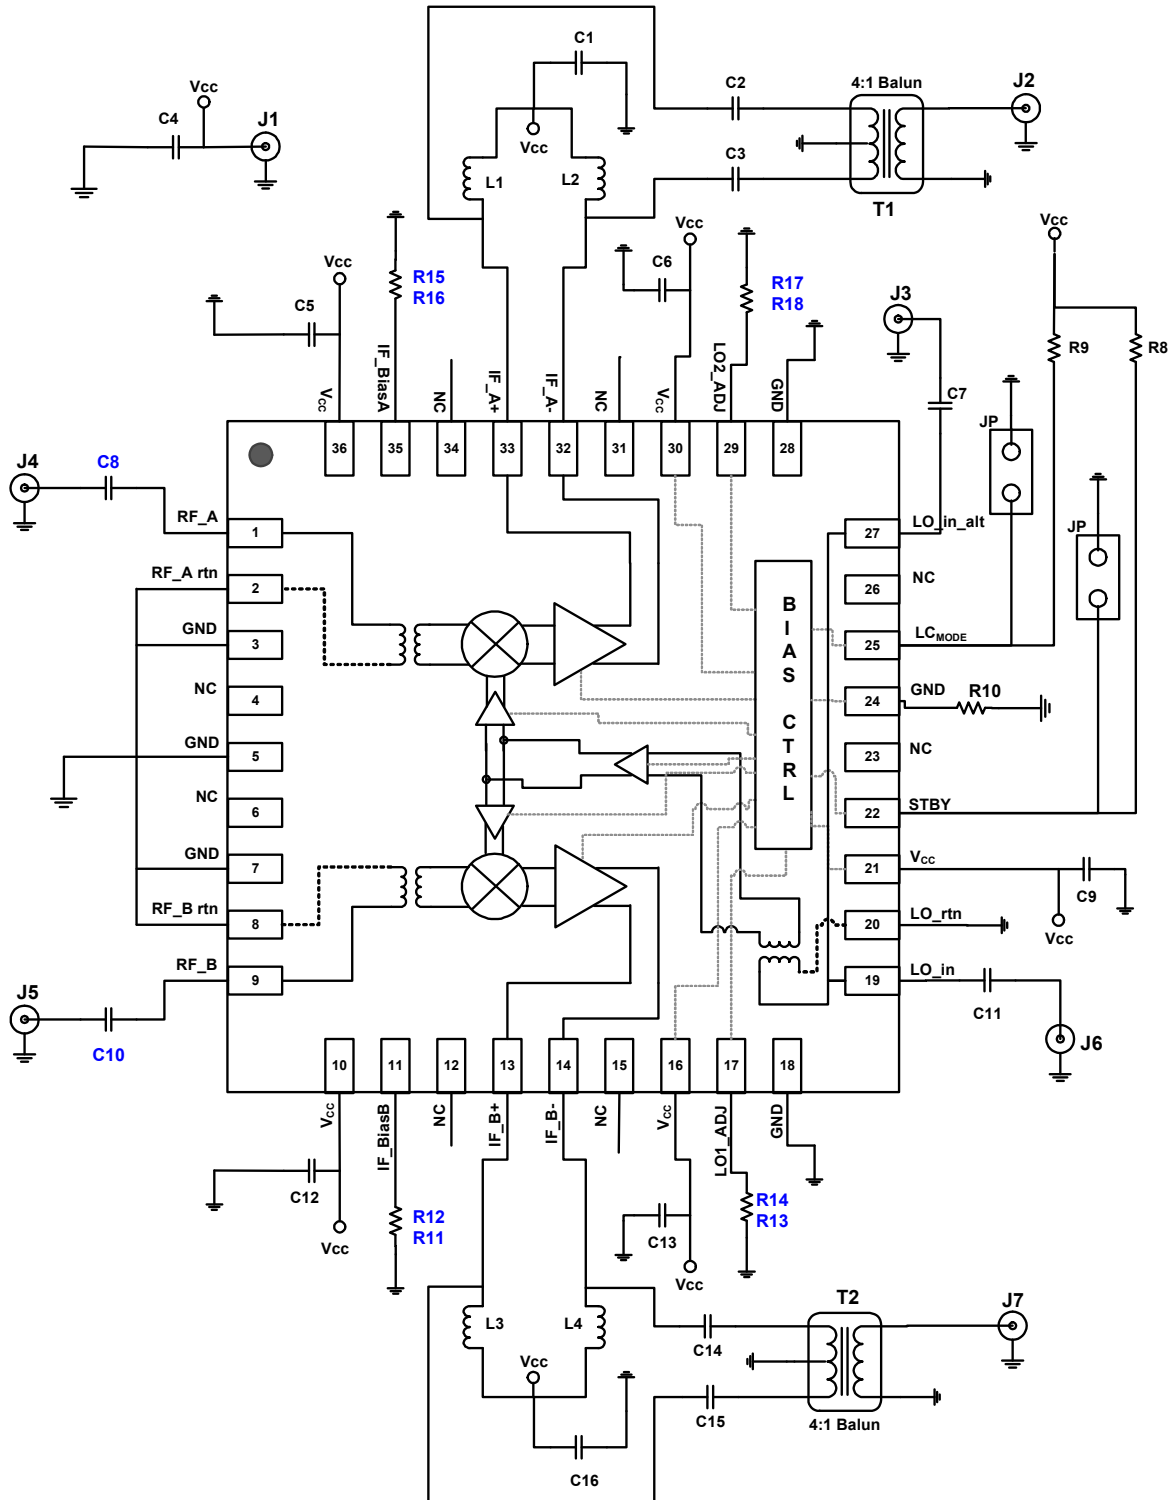 C1
4:1 Balun
C2
J2
Vcc
C4
J1
Vcc
C3
L1
L2
T1
Vcc
Vcc
Vcc
C6
R17
R18
R15
R16
C5
J3
R9
R8
C7
JP
JP
Vcc
IF_BiasA
NC
IF_A+
IF_A-
NC
Vcc
LO2_ADJ
GND
36
35
34
33
32
31
30
29
28
J4
C8
RF_A
1
RF_A rtn
2
GND
3
NC
4
GND
5
NC
6
GND
7
RF_B rtn
8
RF_B
9
J5
C10
BIAS CTRL
27
LO_in_alt
26
NC
25
LCMODE
24
GND
R10
23
NC
22
STBY
21
Vcc
C9
Vcc
20
LO_rtn
19
LO_in
C11
J6
10
11
12
13
14
15
16
17
18
Vcc
IF_BiasB
NC
IF_B+
IF_B-
NC
Vcc
LO1_ADJ
GND
C12
Vcc
R12
R11
C13
Vcc
R14
R13
L3
L4
Vcc
C14
T2
J7
C15
4:1 Balun
C16